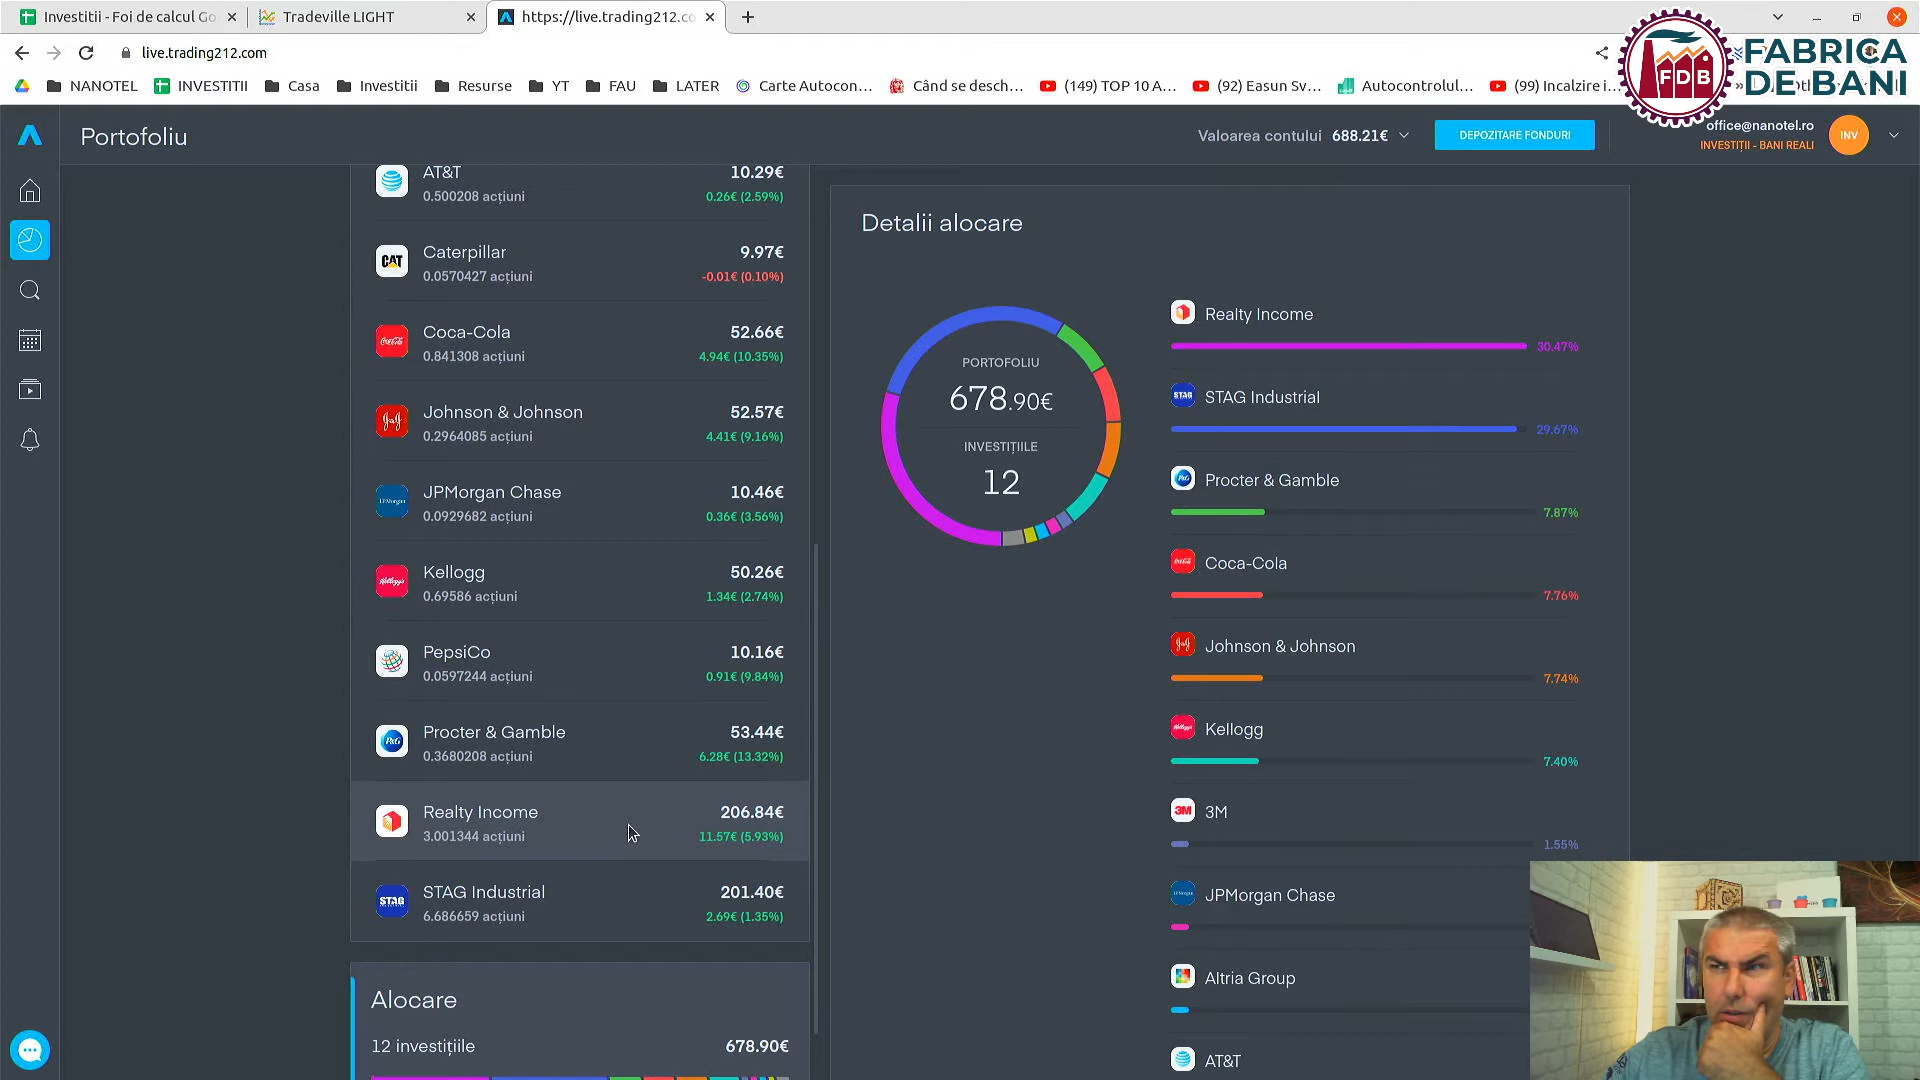 Investitii - Foi de calcul Go
Tradeville LIGHT
https://live.trading212.co
live.trading212.com
NANOTEL
INVESTITII
Casa
Investitii
Resurse
YT
FAU
LATER
Carte Autocon...
Când se desch...
(149) TOP 10 A...
(92) Easun Sv...
Autocontrolul...
(99) Incalzire i...
FDB
FABRICA
DE BANI
Portofoliu
Valoarea contului 688.21€
DEPOZITARE FONDURI
office@nanotel.ro
INVESTIȚII - BANI REALI
INV
AT&T
10.29€
0.500208 acțiuni
0.26€ (2.59%)
CAT
Caterpillar
9.97€
0.0570427 acțiuni
-0.01€ (0.10%)
Coca-Cola
52.66€
0.841308 acțiuni
4.94€ (10.35%)
Johnson & Johnson
52.57€
0.2964085 acțiuni
4.41€ (9.16%)
JPMorgan Chase
10.46€
0.0929682 acțiuni
0.36€ (3.56%)
Kellogg
50.26€
0.69586 acțiuni
1.34€ (2.74%)
PepsiCo
10.16€
0.0597244 acțiuni
0.91€ (9.84%)
P&G
Procter & Gamble
53.44€
0.3680208 acțiuni
6.28€ (13.32%)
Realty Income
206.84€
3.001344 acțiuni
11.57€ (5.93%)
STAG
STAG Industrial
201.40€
6.686659 acțiuni
2.69€ (1.35%)
Alocare
12 investițiile
678.90€
Detalii alocare
PORTOFOLIU
678.90€
INVESTIȚIILE
12
Realty Income
30.47%
STAG
STAG Industrial
29.67%
Procter & Gamble
7.87%
Coca-Cola
7.76%
Johnson & Johnson
7.74%
Kellogg
7.40%
3M
3M
1.55%
JPMorgan Chase
Altria Group
AT&T